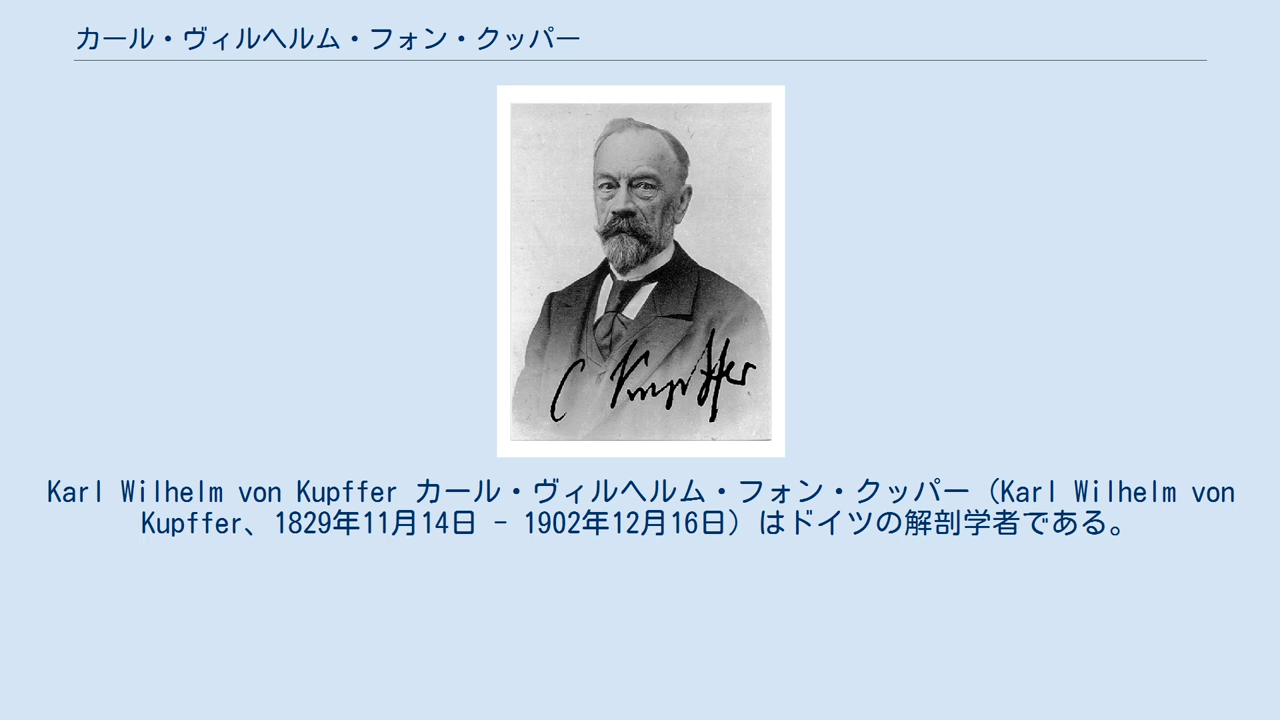 カール・ヴィルヘルム・フォン・クッパー
C Kupffer
Karl Wilhelm von Kupffer カール・ヴィルヘルム・フォン・クッパー（Karl Wilhelm von
Kupffer、1829年11月14日 - 1902年12月16日）はドイツの解剖学者である。